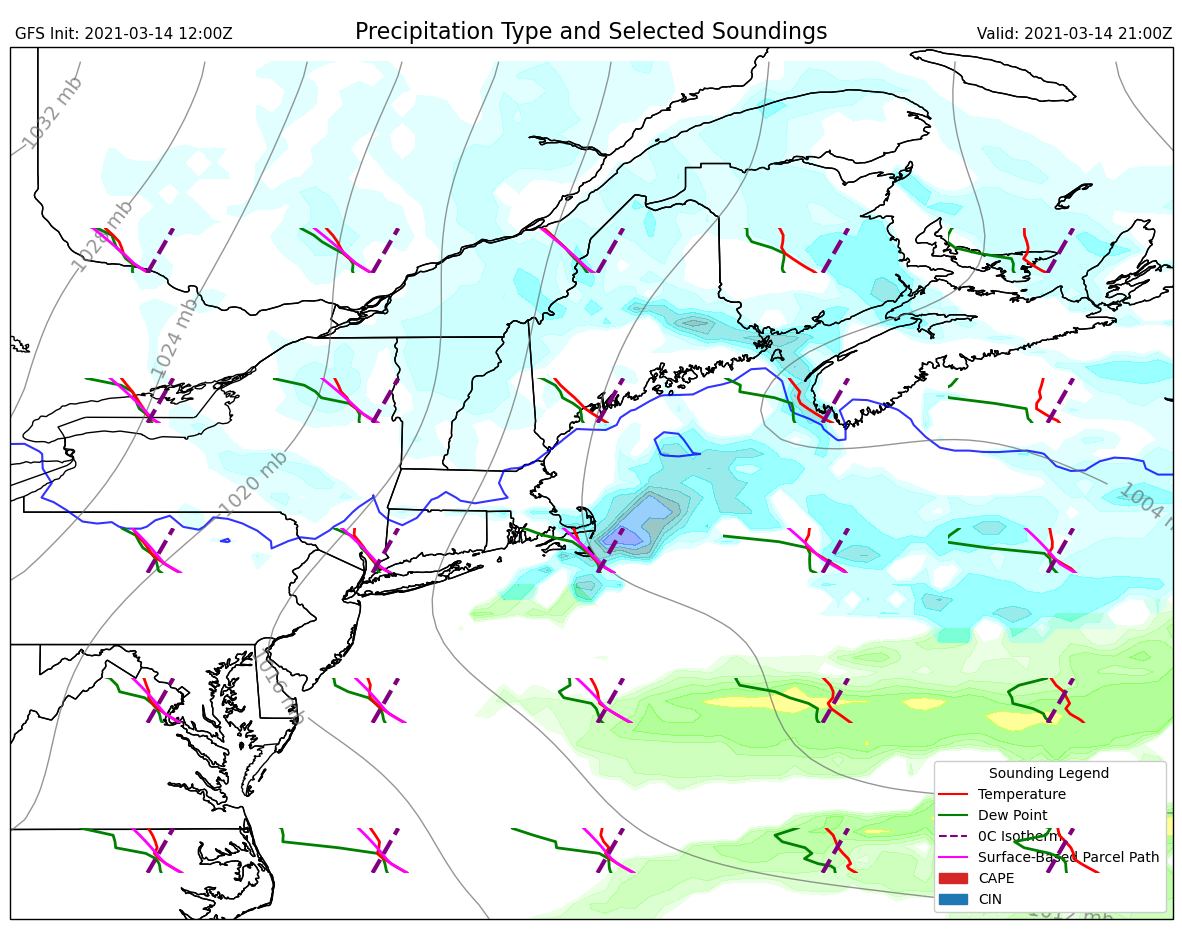 GFS Init: 2021-03-14 12:00Z
Precipitation Type and Selected Soundings
Valid: 2021-03-14 21:00Z
1032 mb
1028 mb
1024 mb
1020 mb
1004 m
1016 mb
Sounding Legend
Temperature
Dew Point
0C Isotherm
Surface-Based Parcel Path
CAPE
CIN
1012 mb